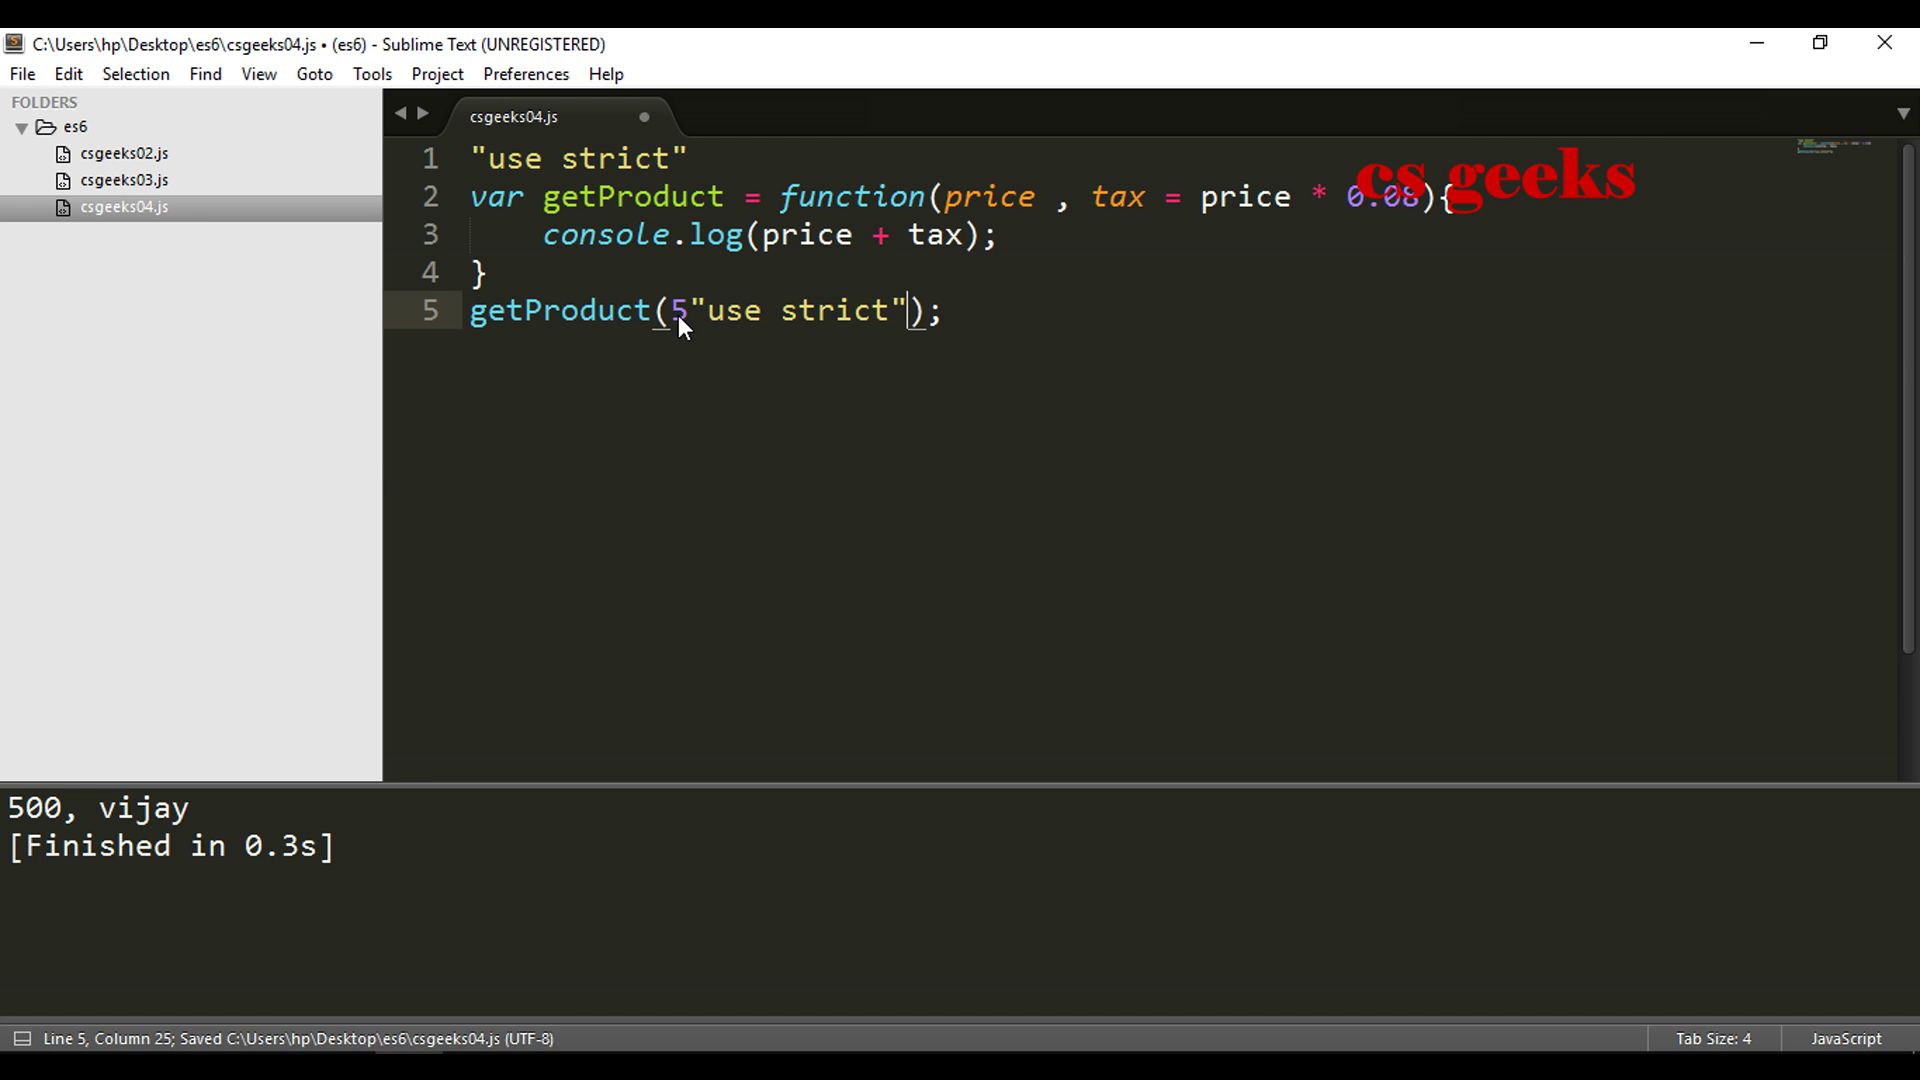 C:\Users\hp\Desktop\es6\csgeeks04.js • (es6) - Sublime Text (UNREGISTERED)
File Edit Selection Find View Goto Tools Project Preferences Help
FOLDERS
es6
csgeeks02.js
csgeeks03.js
csgeeks04.js
csgeeks04.js
cs geeks
1 "use strict"
2 var getProduct = function(price , tax = price * 0.08){
3 console.log(price + tax);
4 }
5 getProduct(5"use strict");
500, vijay
[Finished in 0.3s]
Line 5, Column 25; Saved C:\Users\hp\Desktop\es6\csgeeks04.js (UTF-8)
Tab Size: 4
JavaScript